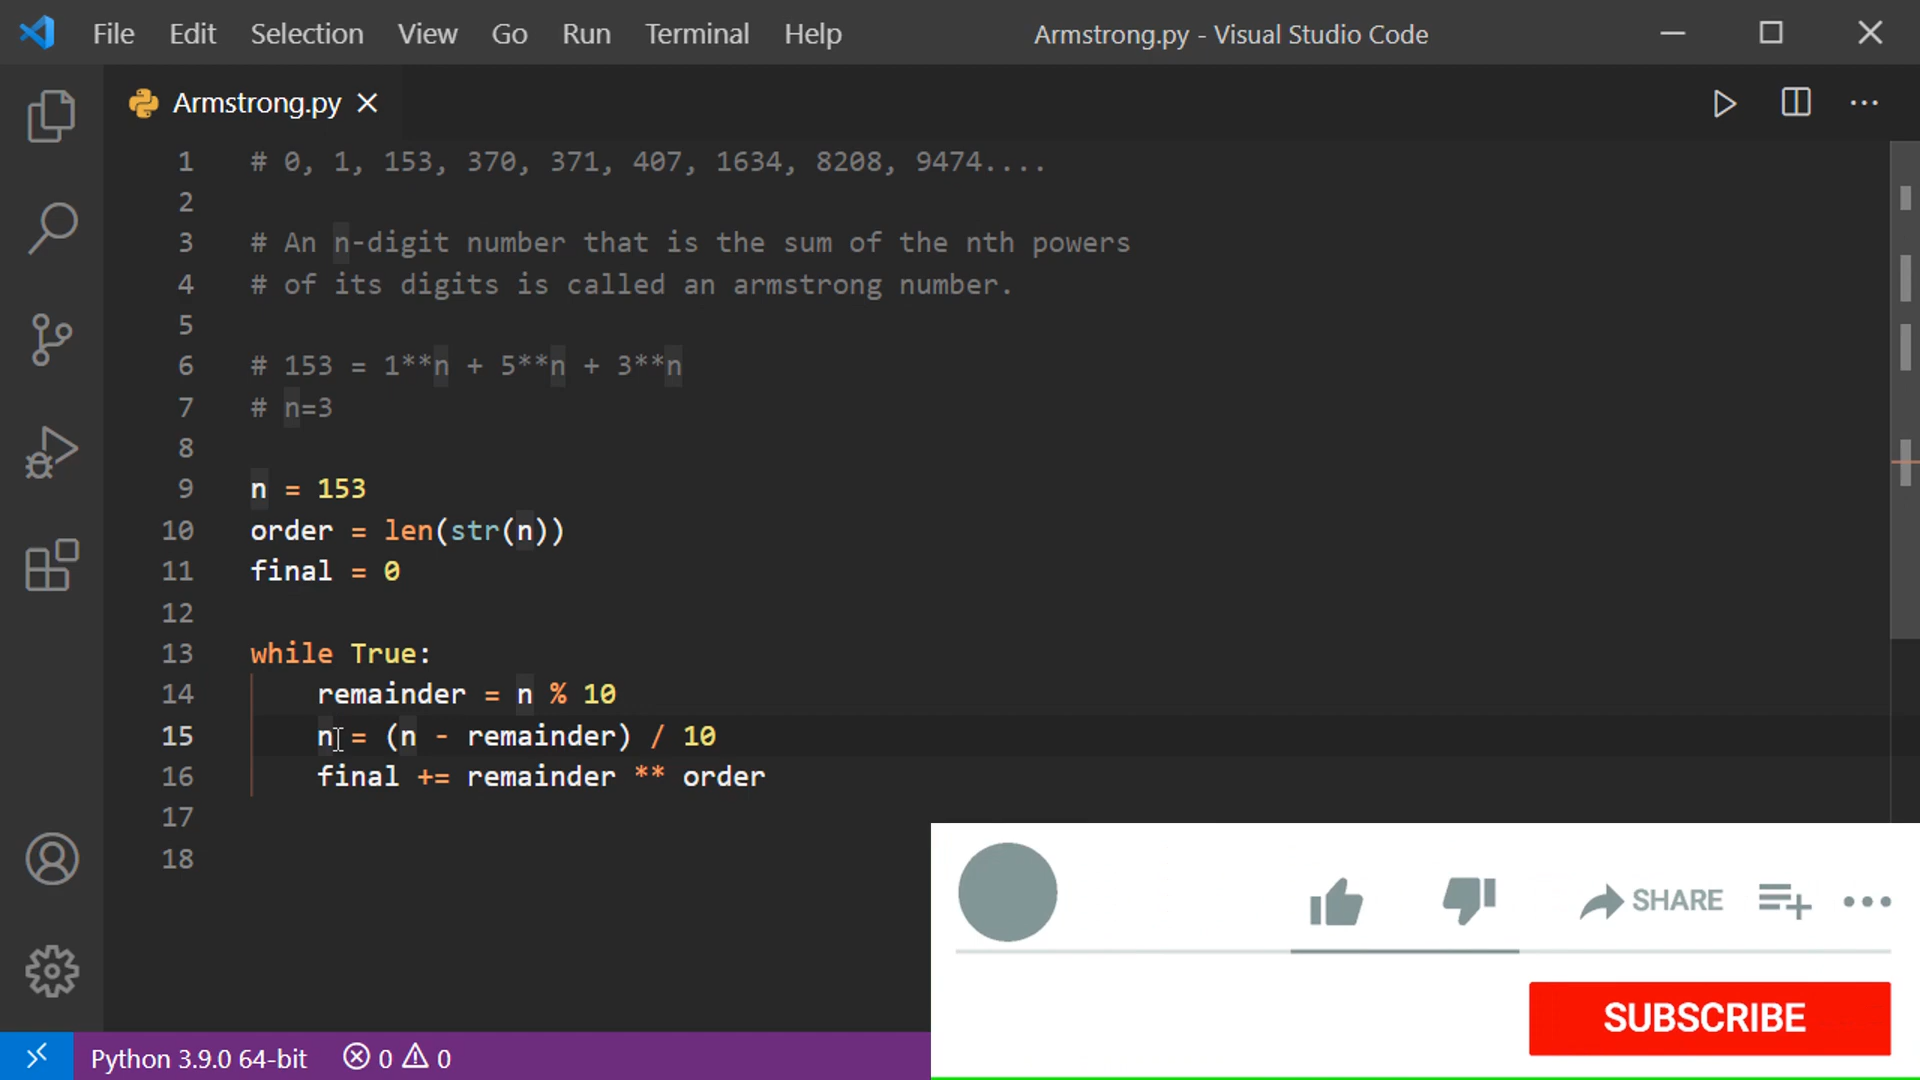 File Edit Selection View Go Run Terminal Help Armstrong.py - Visual Studio Code
Armstrong.py
1 # 0, 1, 153, 370, 371, 407, 1634, 8208, 9474....
2
3 # An n-digit number that is the sum of the nth powers
4 # of its digits is called an armstrong number.
5
6 # 153 = 1**n + 5**n + 3**n
7 # n=3
8
9 n = 153
10 order = len(str(n))
11 final = 0
12
13 while True:
14 remainder = n % 10
15 n = (n - remainder) / 10
16 final += remainder ** order
17
18
SHARE
SUBSCRIBE
Python 3.9.0 64-bit 0 0